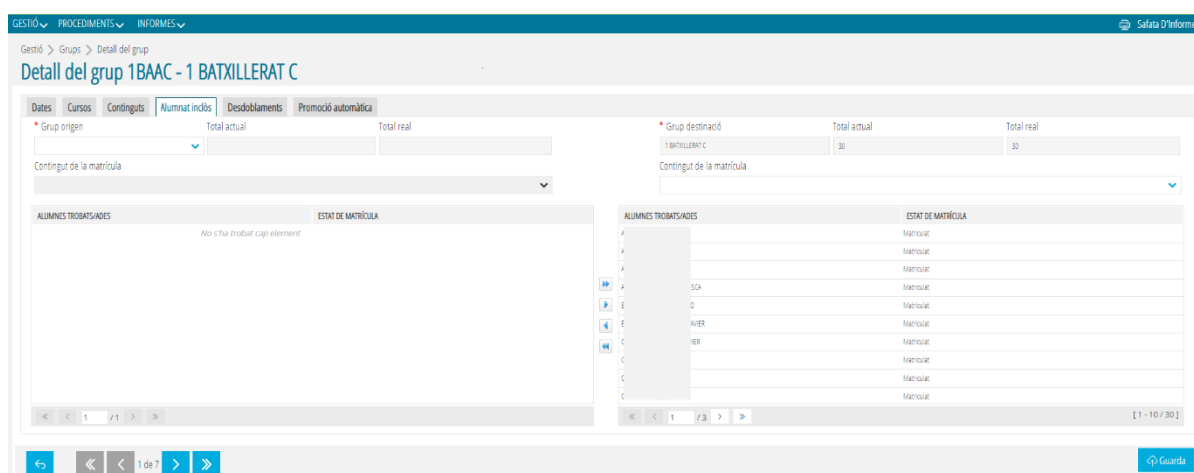 GESTIÓ PROCEDIMENTS INFORMES Safata D'Informe
Gestió > Grups > Detall del grup
Detall del grup 1BAAC - 1 BATXILLERAT C
Dates Cursos Continguts Alumnat inclòs Desdoblaments Promoció automàtica
* Grup origen Total actual Total real * Grup destinació Total actual Total real
1 BATXILLERAT C 30 30
Contingut de la matrícula Contingut de la matrícula
ALUMNES TROBATS/ADES ESTAT DE MATRÍCULA ALUMNES TROBATS/ADES ESTAT DE MATRÍCULA
No s'ha trobat cap element A Matriculat
A Matriculat
A Matriculat
A Matriculat
E Matriculat
E Matriculat
C Matriculat
C Matriculat
C Matriculat
C Matriculat
1 /1 1 /3 [ 1 - 10 / 30 ]
1 de 7 Guarda